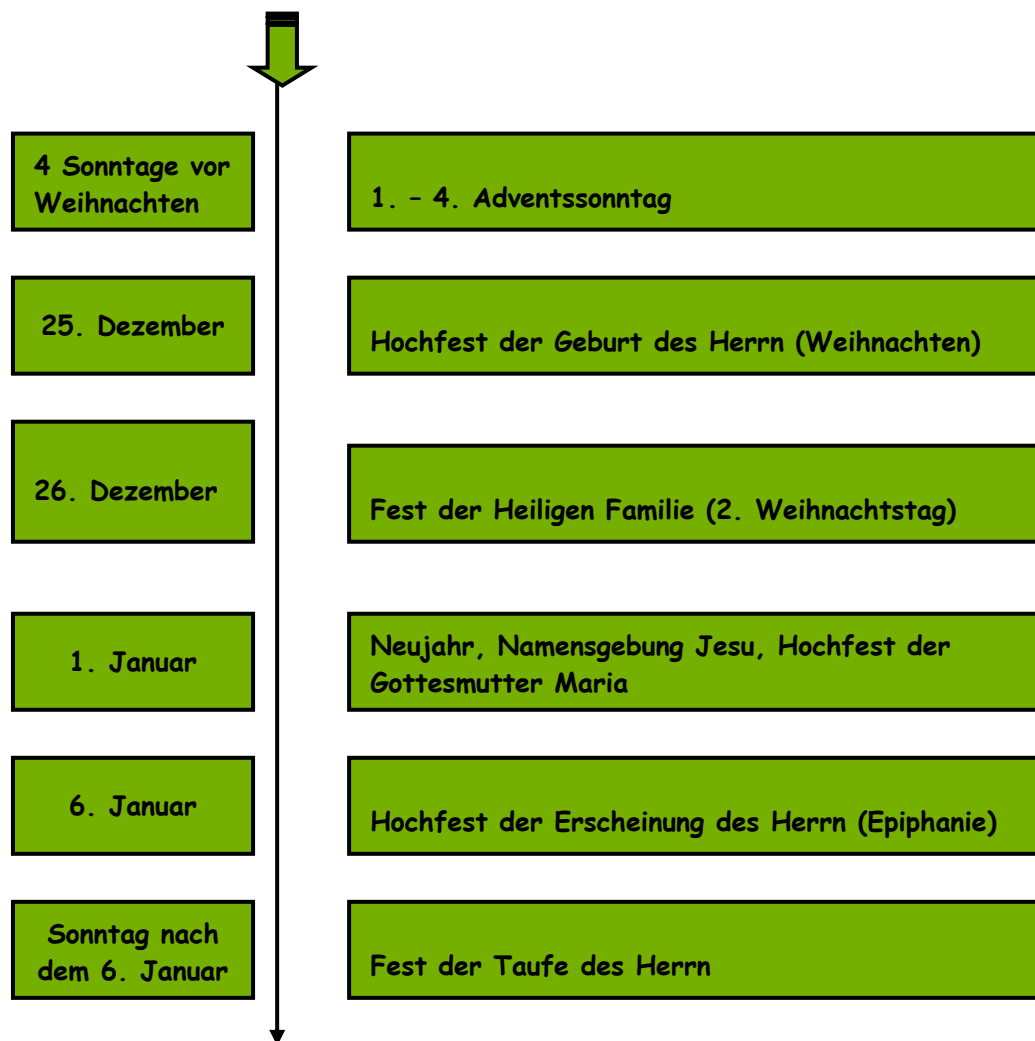 4 Sonntage vor
Weihnachten
1. – 4. Adventssonntag
25. Dezember
Hochfest der Geburt des Herrn (Weihnachten)
26. Dezember
Fest der Heiligen Familie (2. Weihnachtstag)
1. Januar
Neujahr, Namensgebung Jesu, Hochfest der
Gottesmutter Maria
6. Januar
Hochfest der Erscheinung des Herrn (Epiphanie)
Sonntag nach
dem 6. Januar
Fest der Taufe des Herrn